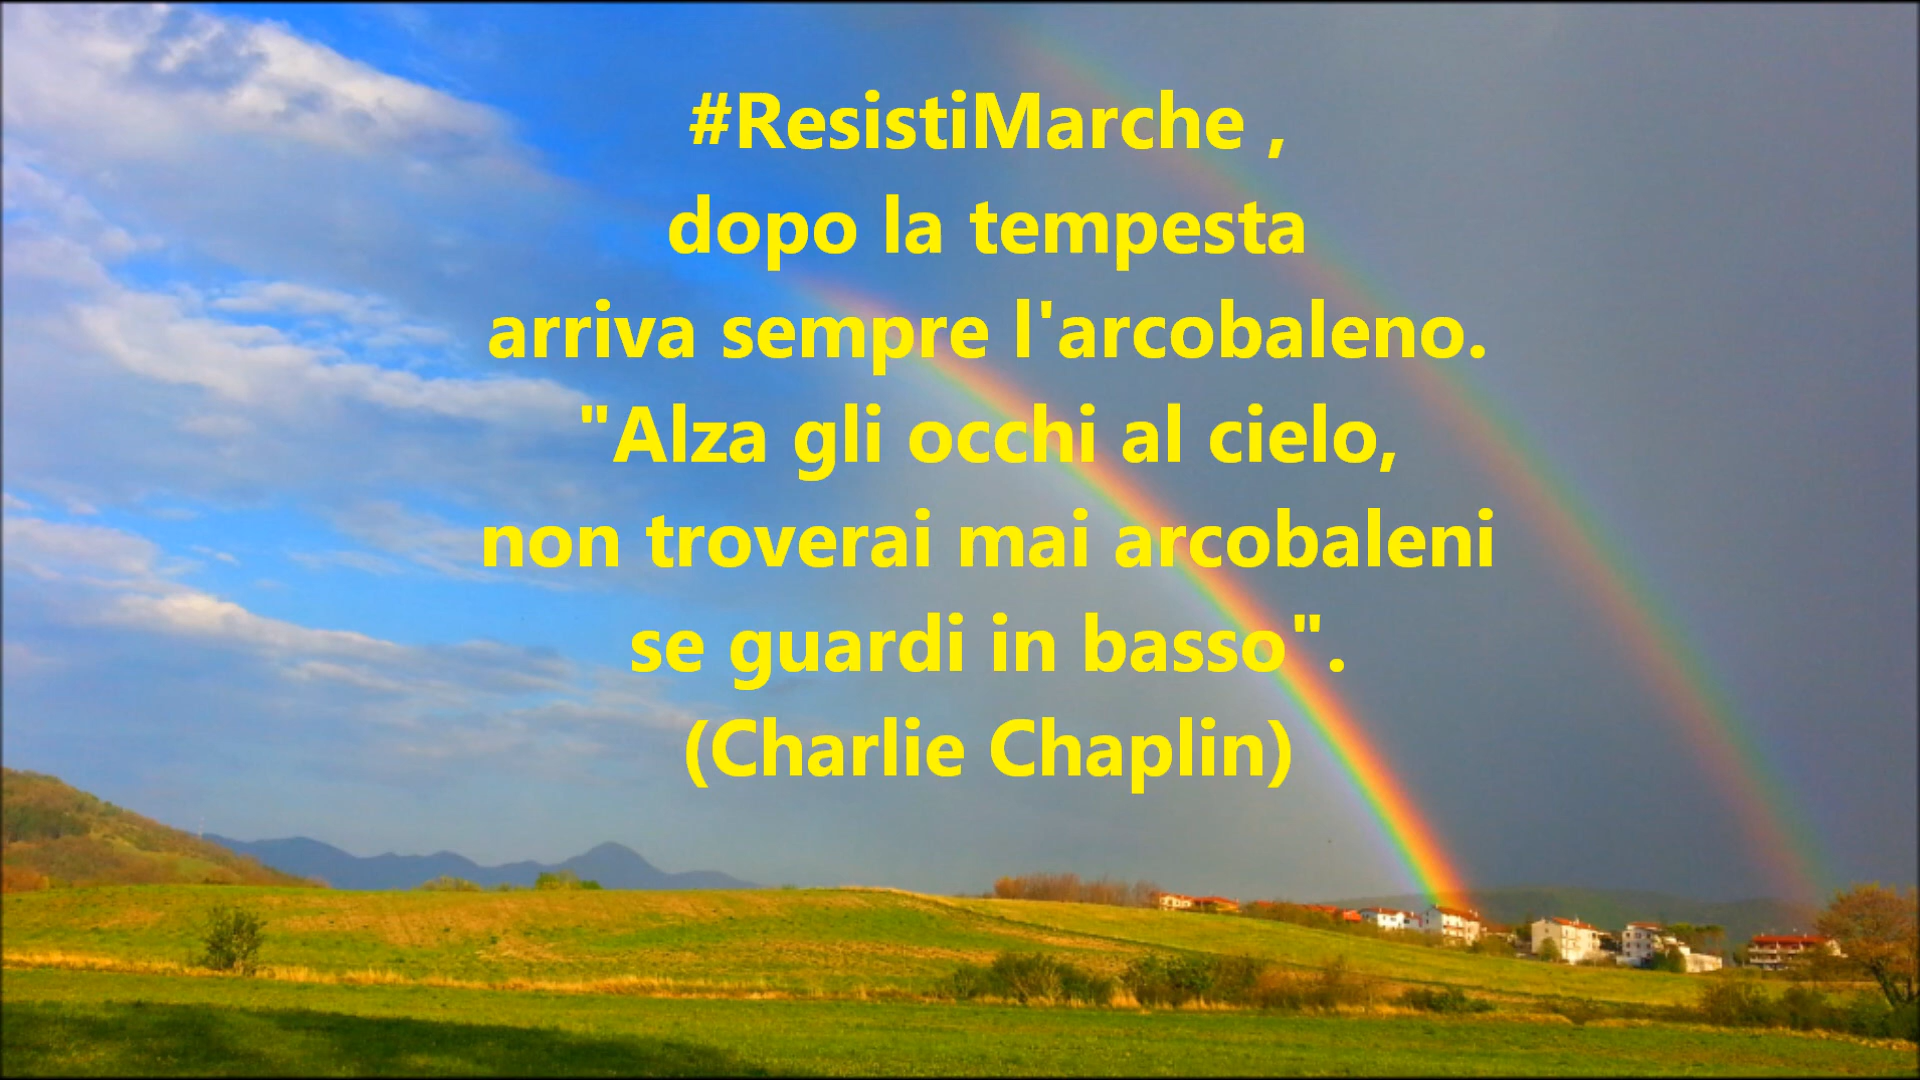 #ResistiMarche ,
dopo la tempesta
arriva sempre l'arcobaleno.
"Alza gli occhi al cielo,
non troverai mai arcobaleni
se guardi in basso".
(Charlie Chaplin)